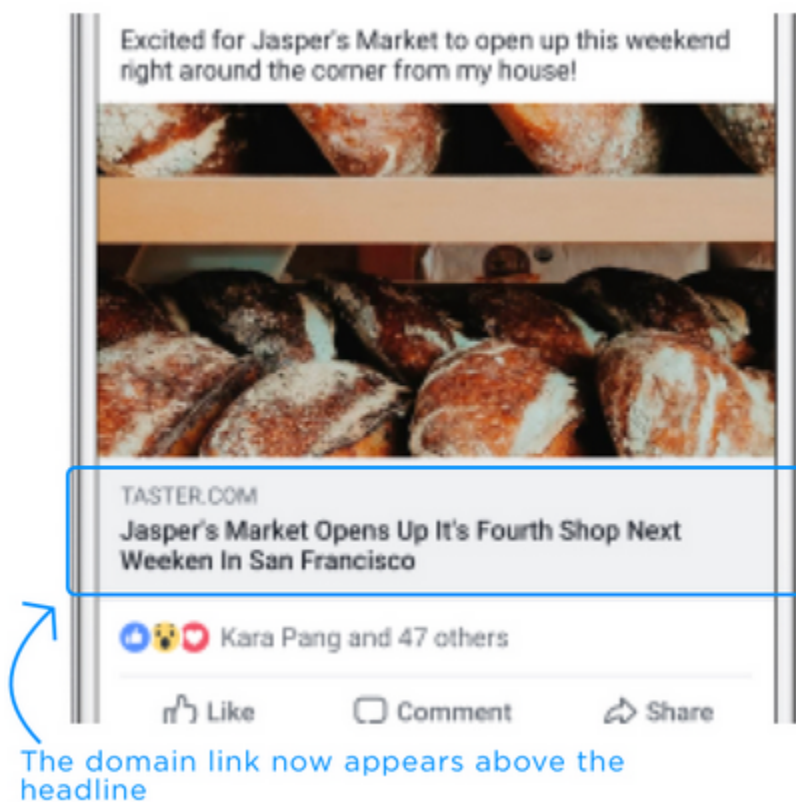 Excited for Jasper's Market to open up this weekend
right around the corner from my house!
TASTER.COM
Jasper's Market Opens Up It's Fourth Shop Next
Weeken In San Francisco
Kara Pang and 47 others
Like
Comment
Share
The domain link now appears above the
headline